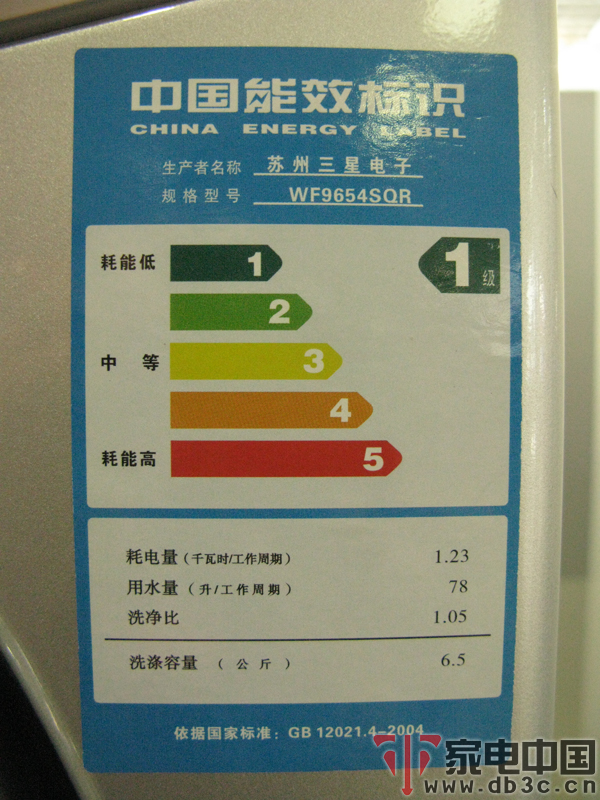 中国能效标识
CHINA ENERGY LABEL
生产者名称 苏州三星电子
规格型号 WF9654SQR
耗能低 1 1级
2
中等 3
4
耗能高 5
耗电量(千瓦时/工作周期) 1.23
用水量(升/工作周期) 78
洗净比 1.05
洗涤容量(公斤) 6.5
依据国家标准：GB 12021.4-2004
家电中国
www.db3c.cn